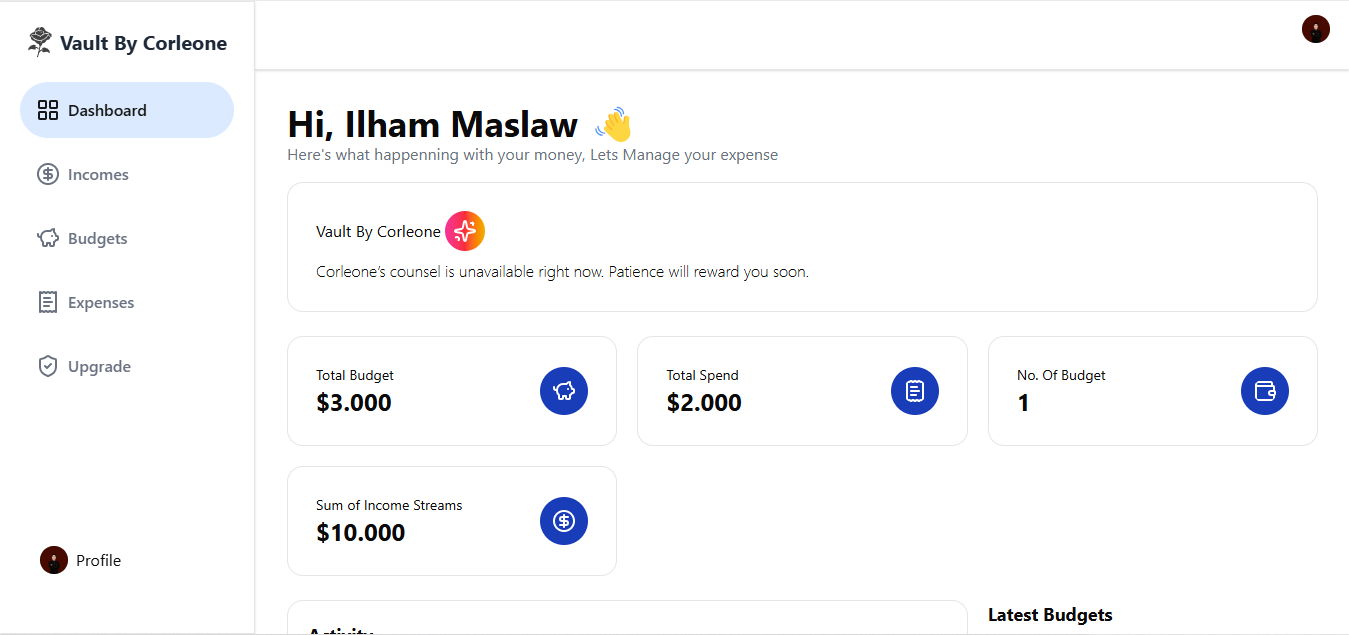 Vault By Corleone
Dashboard
Incomes
Budgets
Expenses
Upgrade
Profile
Hi, Ilham Maslaw 👋
Here's what happenning with your money, Lets Manage your expense
Vault By Corleone
Corleone’s counsel is unavailable right now. Patience will reward you soon.
Total Budget
$3.000
Total Spend
$2.000
No. Of Budget
1
Sum of Income Streams
$10.000
Activity
Latest Budgets